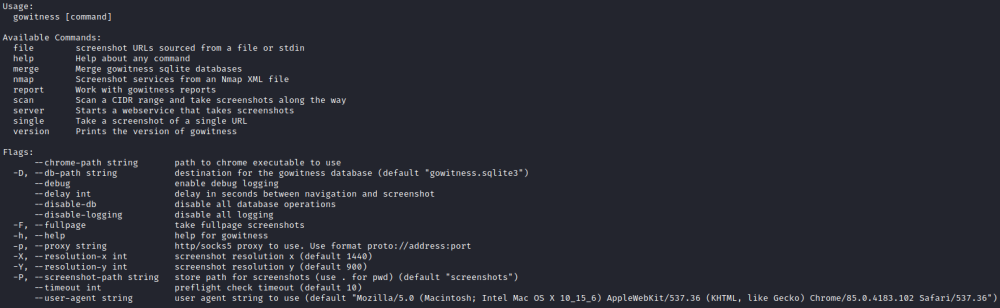 Usage:
  gowitness [command]

Available Commands:
  file        screenshot URLs sourced from a file or stdin
  help        Help about any command
  merge       Merge gowitness sqlite databases
  nmap        Screenshot services from an Nmap XML file
  report      Work with gowitness reports
  scan        Scan a CIDR range and take screenshots along the way
  server      Starts a webservice that takes screenshots
  single      Take a screenshot of a single URL
  version     Prints the version of gowitness

Flags:
      --chrome-path string       path to chrome executable to use
  -D, --db-path string           destination for the gowitness database (default "gowitness.sqlite3")
      --debug                    enable debug logging
      --delay int                delay in seconds between navigation and screenshot
      --disable-db               disable all database operations
      --disable-logging          disable all logging
  -F, --fullpage                 take fullpage screenshots
  -h, --help                     help for gowitness
  -p, --proxy string             http/socks5 proxy to use. Use format proto://address:port
  -X, --resolution-x int         screenshot resolution x (default 1440)
  -Y, --resolution-y int         screenshot resolution y (default 900)
  -P, --screenshot-path string   store path for screenshots (use . for pwd) (default "screenshots")
      --timeout int              preflight check timeout (default 10)
      --user-agent string        user agent string to use (default "Mozilla/5.0 (Macintosh; Intel Mac OS X 10_15_6) AppleWebKit/537.36 (KHTML, like Gecko) Chrome/85.0.4183.102 Safari/537.36")